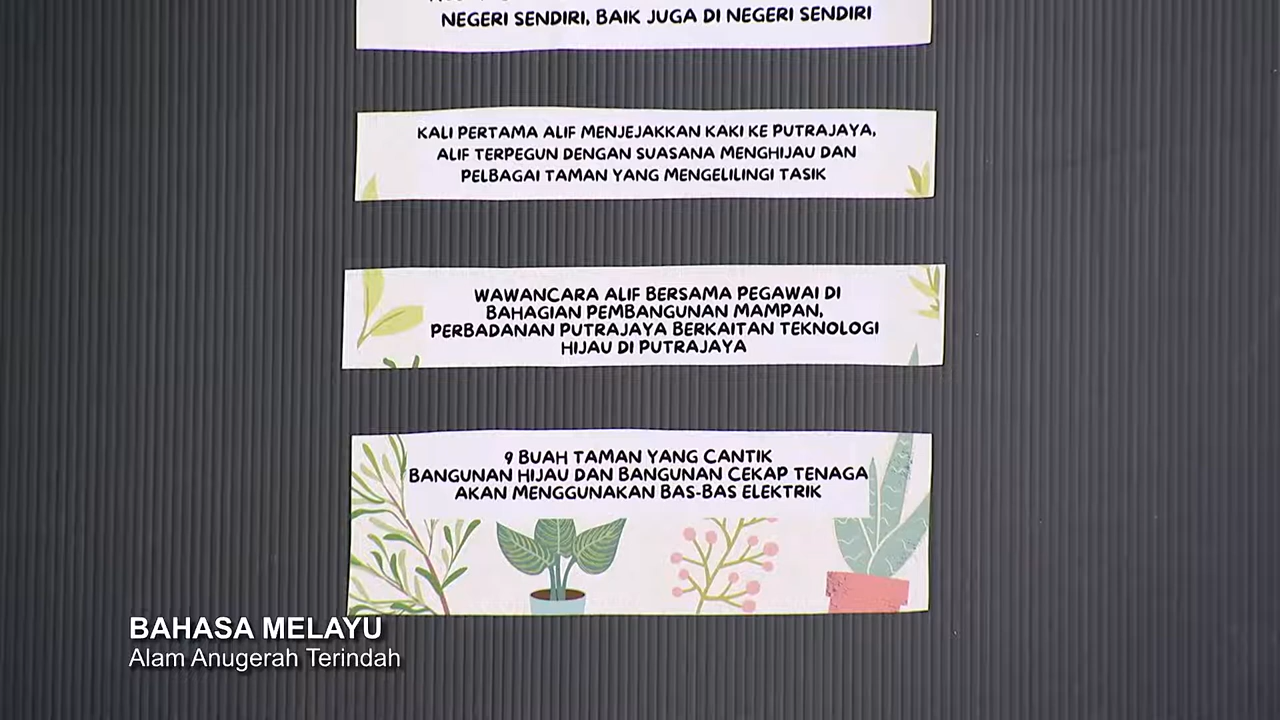 NEGERI SENDIRI, BAIK JUGA DI NEGERI SENDIRI
KALI PERTAMA ALIF MENJEJAKKAN KAKI KE PUTRAJAYA,
ALIF TERPEGUN DENGAN SUASANA MENGHIJAU DAN
PELBAGAI TAMAN YANG MENGELILINGI TASIK
WAWANCARA ALIF BERSAMA PEGAWAI DI
BAHAGIAN PEMBANGUNAN MAMPAN,
PERBADANAN PUTRAJAYA BERKAITAN TEKNOLOGI
HIJAU DI PUTRAJAYA
9 BUAH TAMAN YANG CANTIK
BANGUNAN HIJAU DAN BANGUNAN CEKAP TENAGA
AKAN MENGGUNAKAN BAS-BAS ELEKTRIK
BAHASA MELAYU
Alam Anugerah Terindah